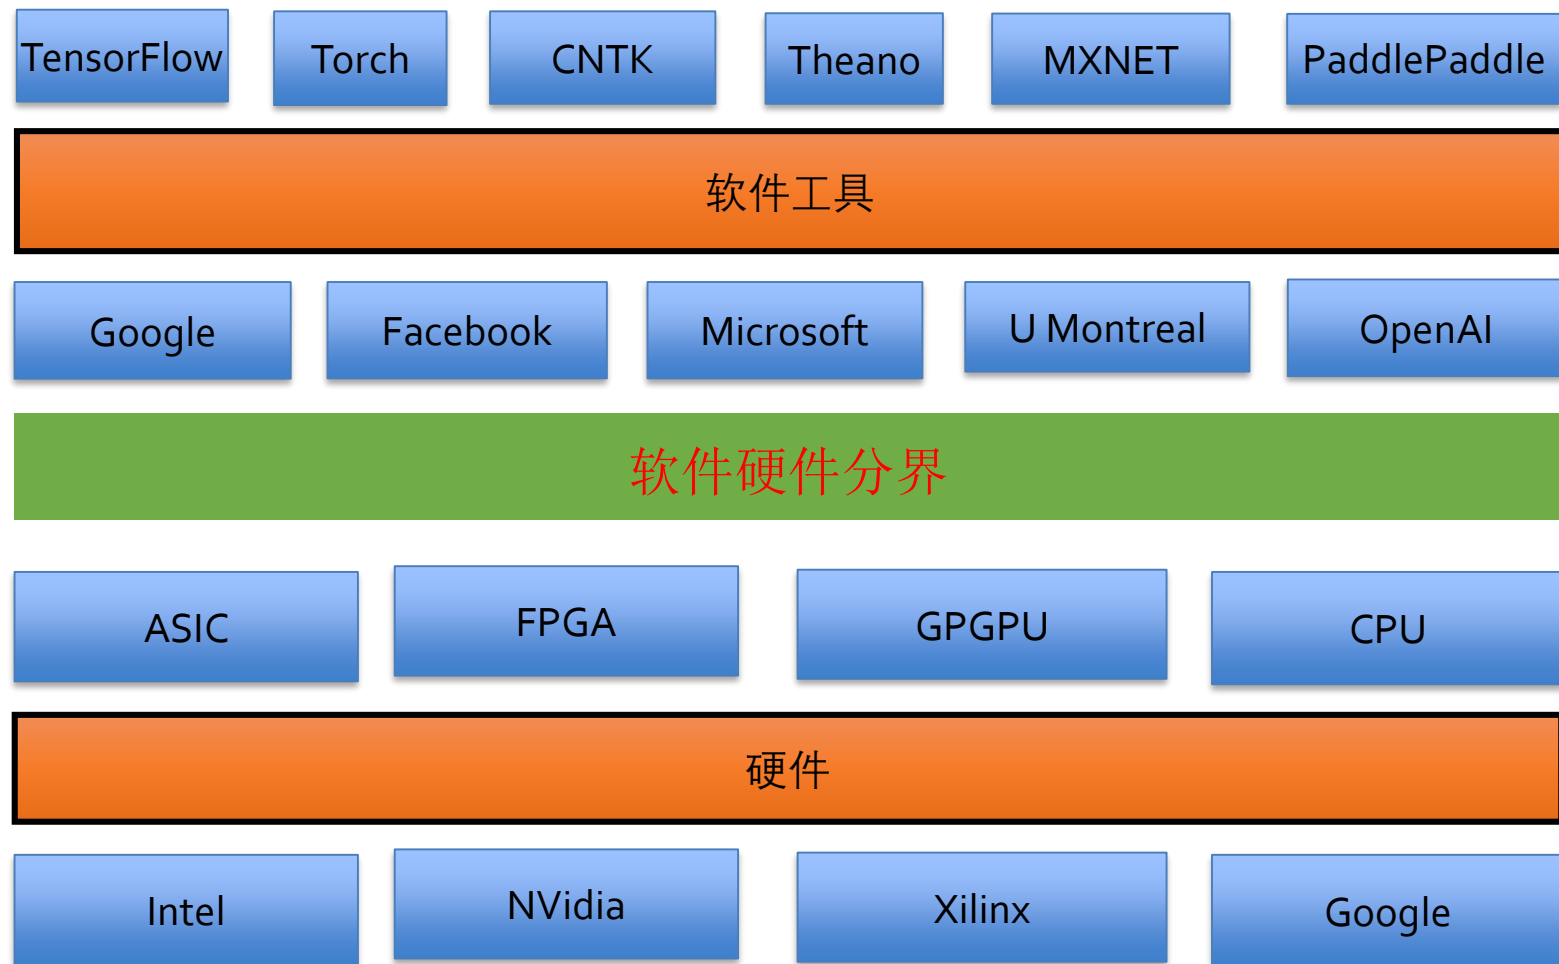 TensorFlow
Torch
CNTK
Theano
MXNET
PaddlePaddle
软件工具
Google
Facebook
Microsoft
U Montreal
OpenAI
软件硬件分界
ASIC
FPGA
GPGPU
CPU
硬件
Intel
NVidia
Xilinx
Google